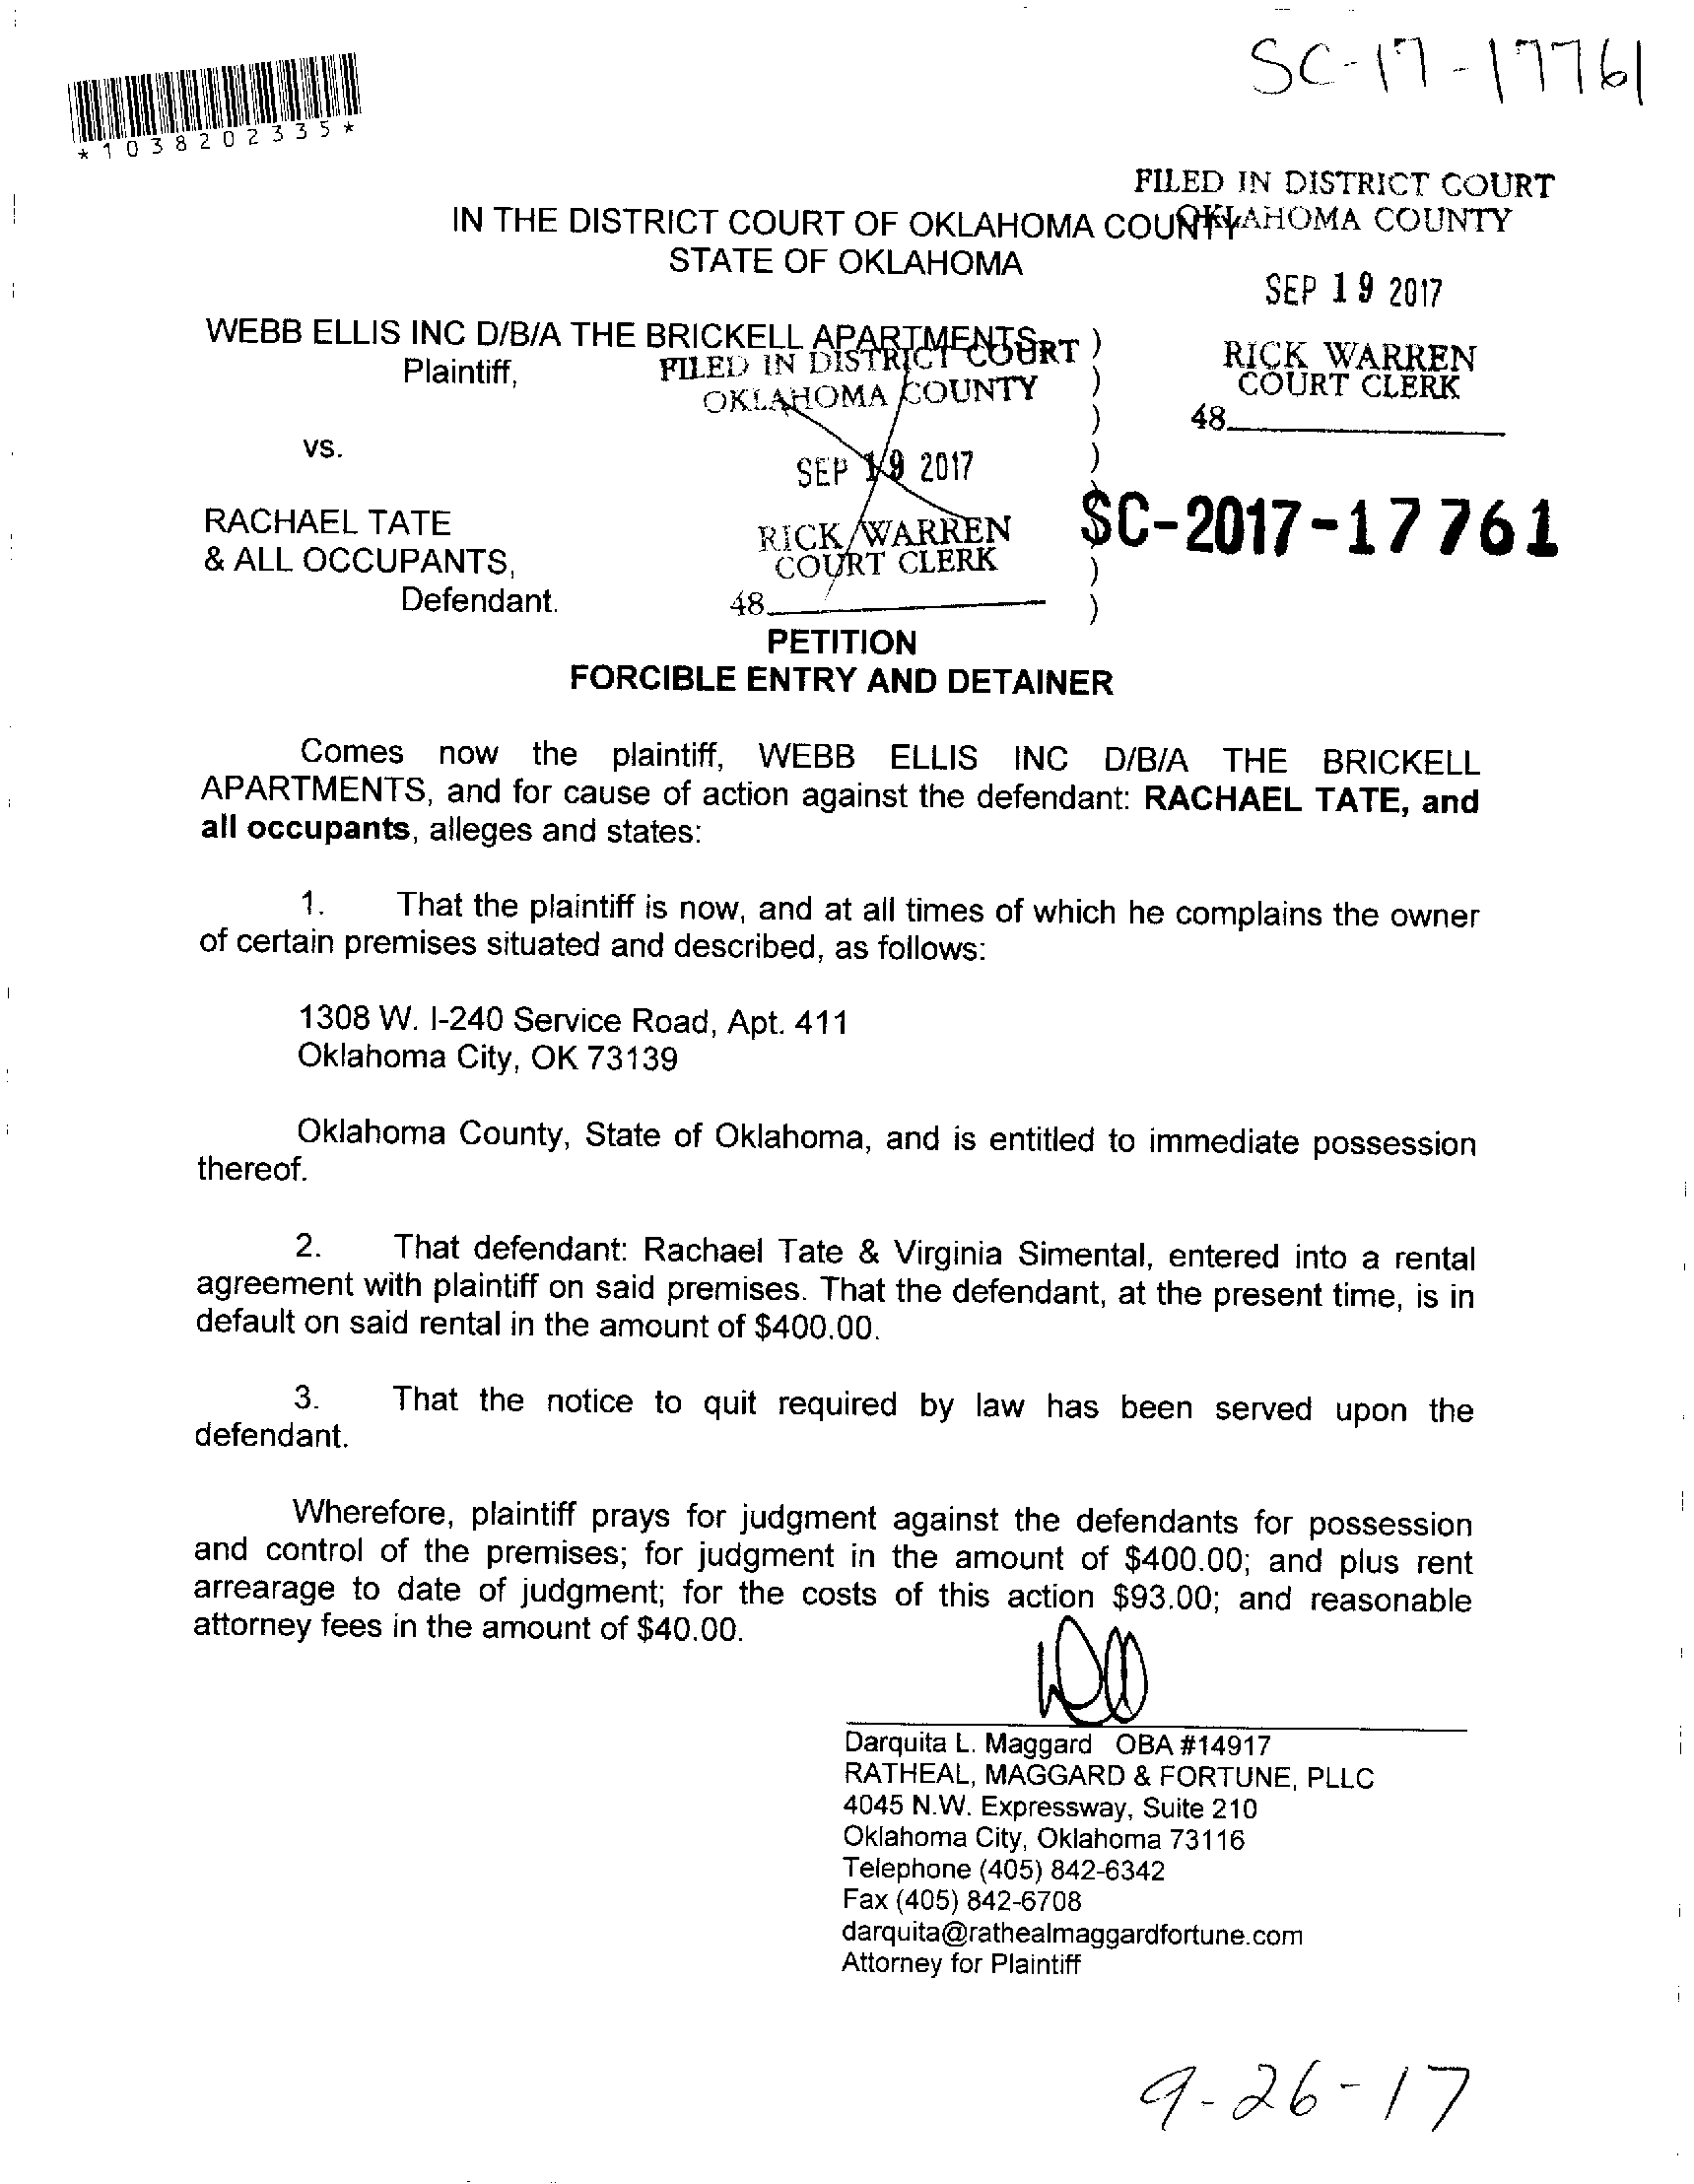 SC-17-17761
*1038202335*
FILED IN DISTRICT COURT
OKLAHOMA COUNTY
IN THE DISTRICT COURT OF OKLAHOMA COUNTY
STATE OF OKLAHOMA
SEP 19 2017
WEBB ELLIS INC D/B/A THE BRICKELL APARTMENTS )
Plaintiff, )
FILED IN DISTRICT COURT
OKLAHOMA COUNTY
RICK WARREN
COURT CLERK
48
)
vs. )
SEP 19 2017
RACHAEL TATE )
SC-2017-17761
& ALL OCCUPANTS, )
RICK WARREN
COURT CLERK
Defendant. )
48
PETITION
FORCIBLE ENTRY AND DETAINER
Comes now the plaintiff, WEBB ELLIS INC D/B/A THE BRICKELL
APARTMENTS, and for cause of action against the defendant: RACHAEL TATE, and
all occupants, alleges and states:
1. That the plaintiff is now, and at all times of which he complains the owner
of certain premises situated and described, as follows:
1308 W. I-240 Service Road, Apt. 411
Oklahoma City, OK 73139
Oklahoma County, State of Oklahoma, and is entitled to immediate possession
thereof.
2. That defendant: Rachael Tate & Virginia Simental, entered into a rental
agreement with plaintiff on said premises. That the defendant, at the present time, is in
default on said rental in the amount of $400.00.
3. That the notice to quit required by law has been served upon the
defendant.
Wherefore, plaintiff prays for judgment against the defendants for possession
and control of the premises; for judgment in the amount of $400.00; and plus rent
arrearage to date of judgment; for the costs of this action $93.00; and reasonable
attorney fees in the amount of $40.00.
Darquita L. Maggard OBA #14917
RATHEAL, MAGGARD & FORTUNE, PLLC
4045 N.W. Expressway, Suite 210
Oklahoma City, Oklahoma 73116
Telephone (405) 842-6342
Fax (405) 842-6708
darquita@rathealmaggardfortune.com
Attorney for Plaintiff
9-26-17